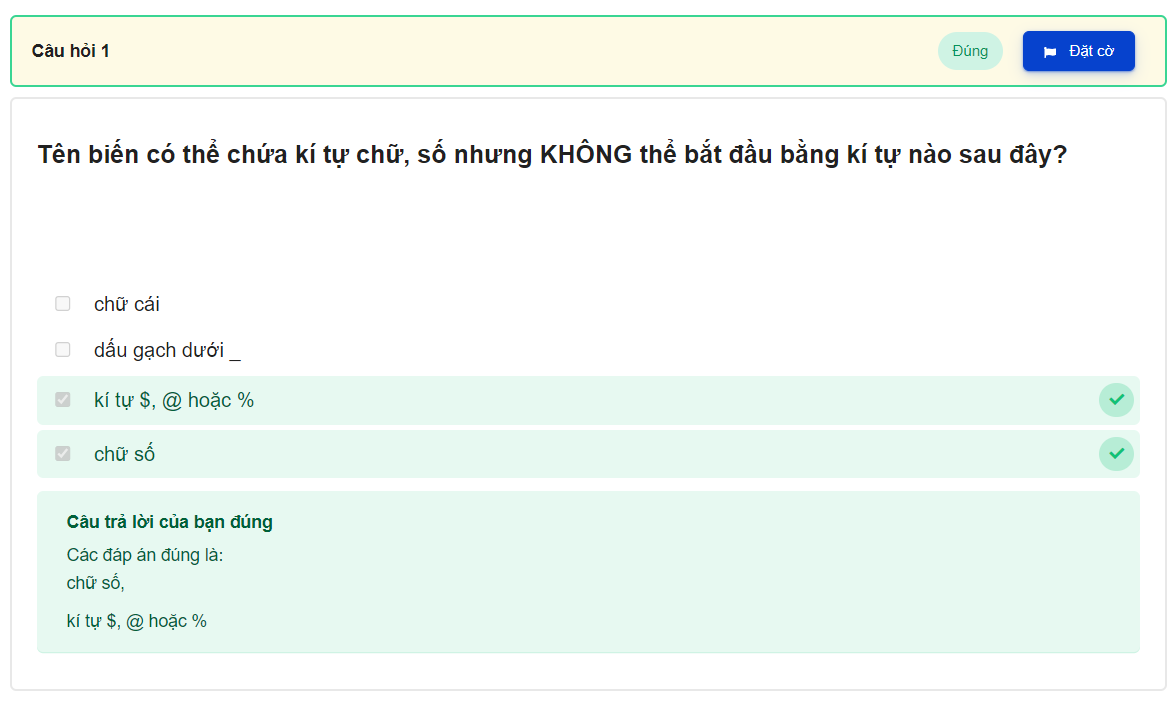 Câu hỏi 1
Đúng
Đặt cờ
Tên biến có thể chứa kí tự chữ, số nhưng KHÔNG thể bắt đầu bằng kí tự nào sau đây?
chữ cái
dấu gạch dưới _
kí tự $, @ hoặc %
chữ số
Câu trả lời của bạn đúng
Các đáp án đúng là:
chữ số,
kí tự $, @ hoặc %